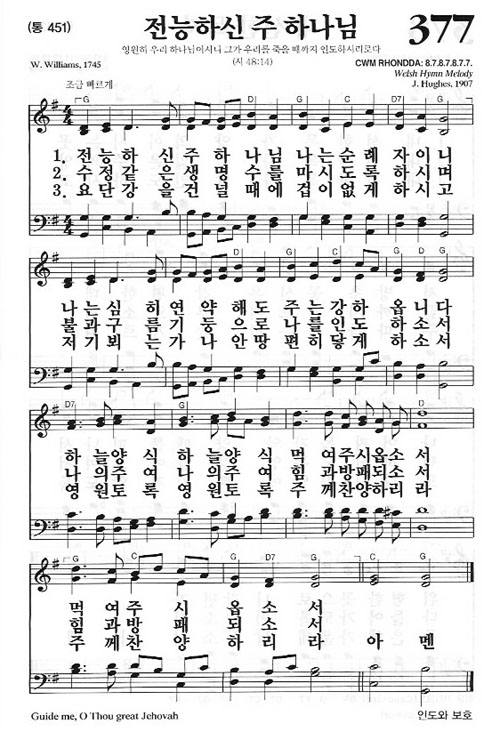 (통 451)
전능하신 주 하나님
377
영원히 우리 하나님이시니 그가 우리를 죽을 때까지 인도하시리로다
(시 48:14)
W. Williams, 1745
CWM RHONDDA: 8.7.8.7.8.7.7.
Welsh Hymn Melody
J. Hughes, 1907
조금 빠르게
G C G C D7 G
1. 전능하 신주하 나님 나는순 례 자이니
2. 수정같 은생명 수를 마시도 록 하시며
3. 요단강 을건널 때에 겁이없 게 하시고
G C G D G
나는심 히연약 해도 주는강하 옵니다
불과구 름기둥 으로 나를인도 하소서
저기뵈 는가나 안땅 편히닿게 하소서
D7 G C G D
하 늘양 식 하 늘양 식 먹 여주시옵소 서
나 의주 여 나 의주 여 힘 과방패되소 서
영 원토 록 영 원토 록 주 께찬양하리 라
G C G D7 G C G
먹 여주 시 옵 소 서
힘 과방 패 되 소 서
주 께찬 양 하 리 라 아 멘
Guide me, O Thou great Jehovah
인도와 보호